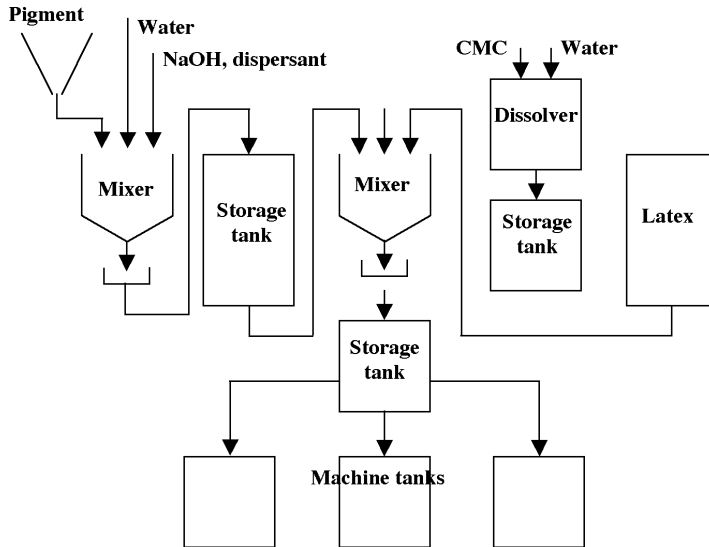 Pigment
Water
NaOH, dispersant
CMC
Water
Dissolver
Mixer
Storage
tank
Mixer
Storage
tank
Latex
Storage
tank
Machine tanks